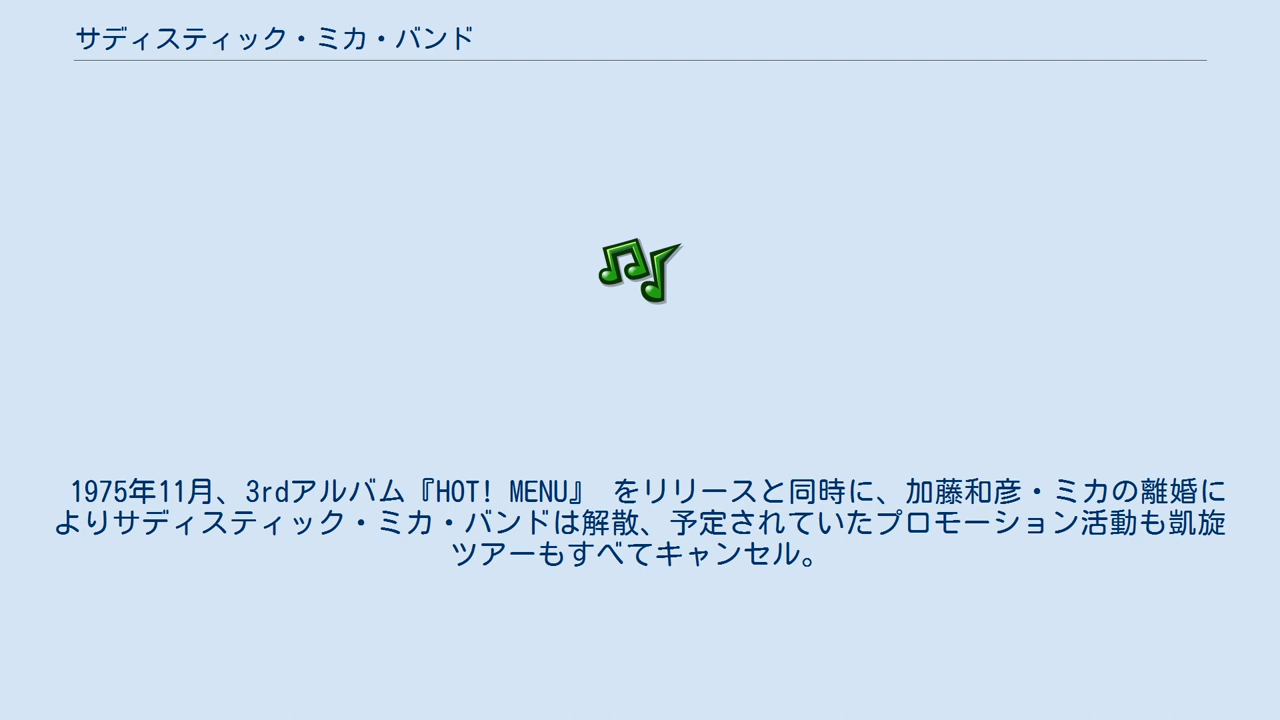 サディスティック・ミカ・バンド
1975年11月、3rdアルバム『HOT! MENU』 をリリースと同時に、加藤和彦・ミカの離婚に
よりサディスティック・ミカ・バンドは解散、予定されていたプロモーション活動も凱旋
ツアーもすべてキャンセル。